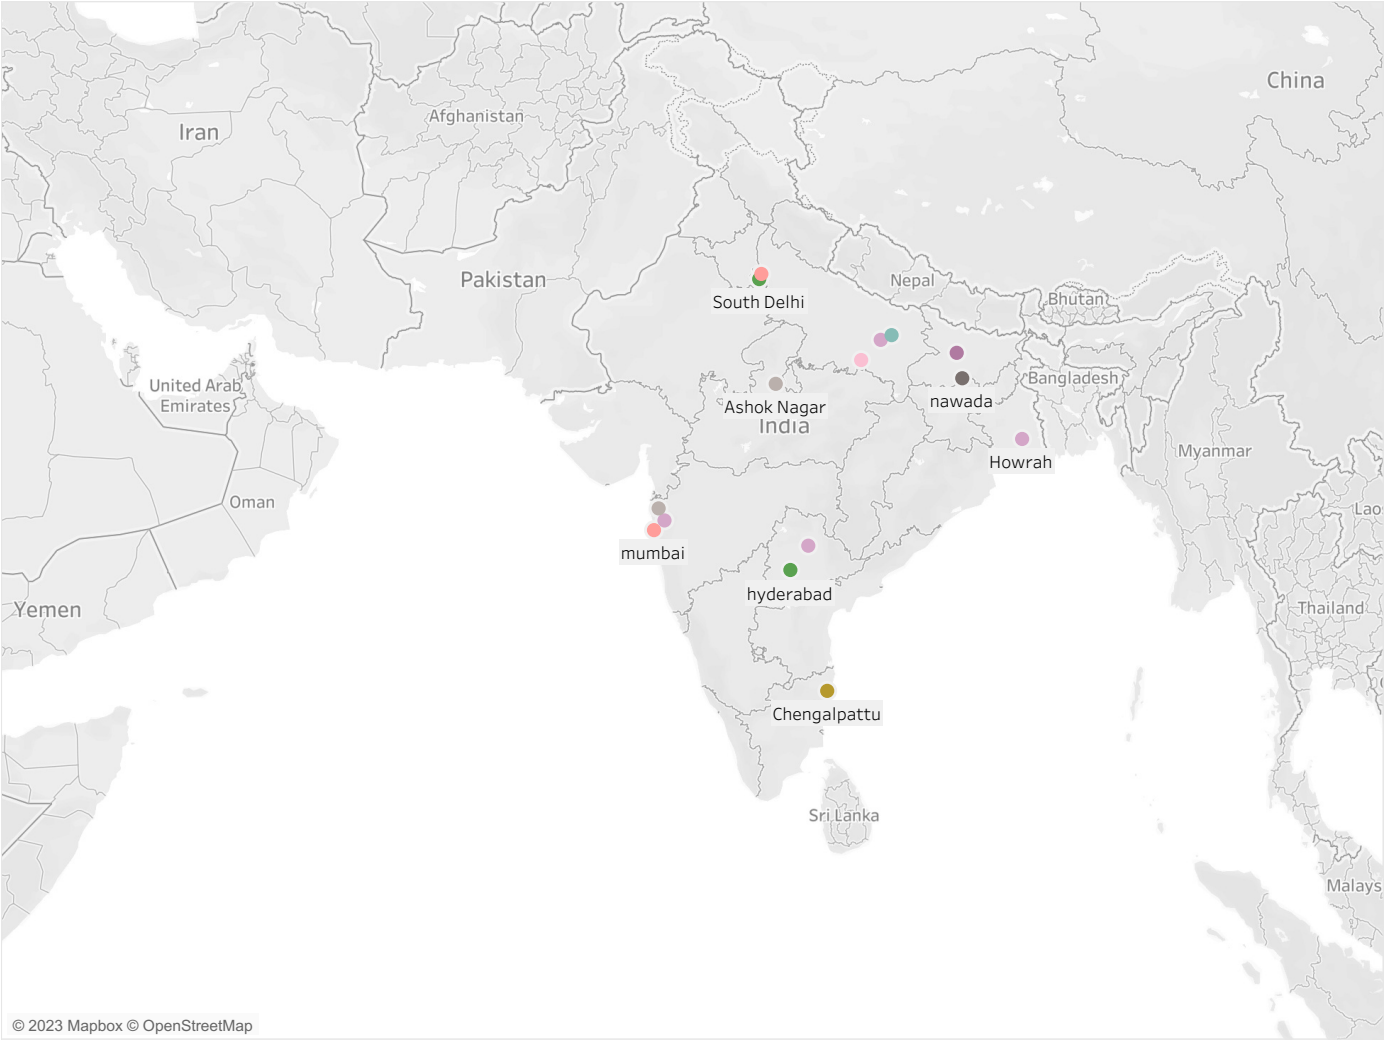 China
Afghanistan
Iran
Pakistan
Nepal
South Delhi
Bhutan
United Arab
Emirates
Bangladesh
nawada
Ashok Nagar
India
Myanmar
Howrah
Oman
Lao
mumbai
hyderabad
Yemen
Thailand
Chengalpattu
Sri Lanka
Malays
© 2023 Mapbox © OpenStreetMap